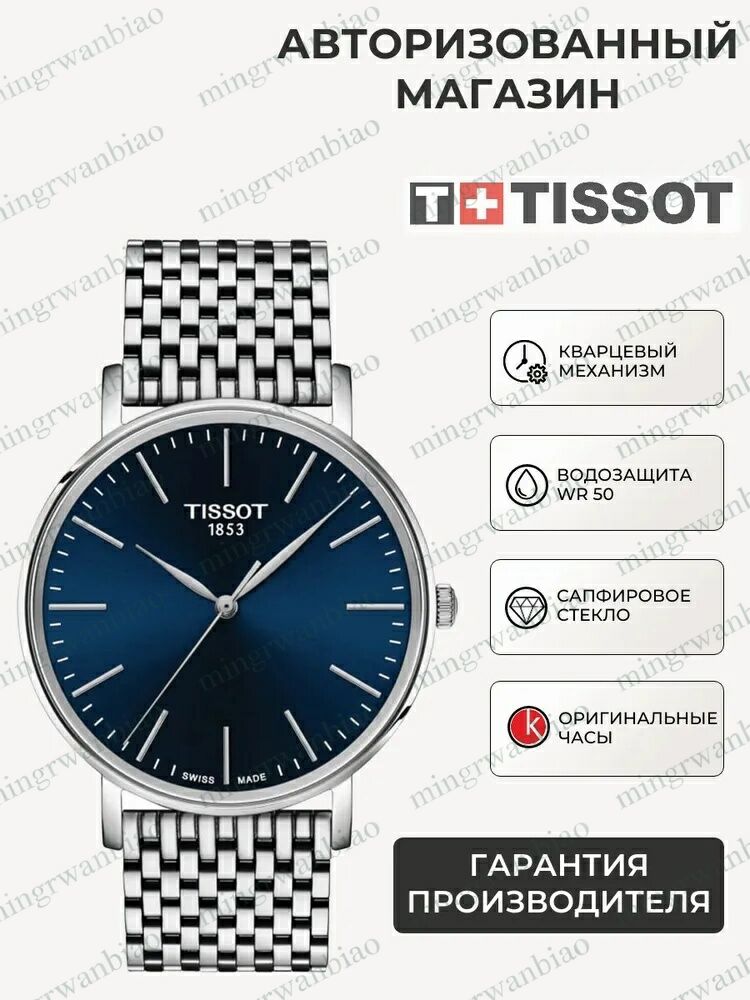 АВТОРИЗОВАННЫЙ
МАГАЗИН
T+TISSOT
КВАРЦЕВЫЙ
МЕХАНИЗМ
ВОДОЗАЩИТА
WR 50
САПФИРОВОЕ
СТЕКЛО
k ОРИГИНАЛЬНЫЕ
ЧАСЫ
TISSOT
1853
SWISS MADE
ГАРАНТИЯ
ПРОИЗВОДИТЕЛЯ
mingrwanbiao